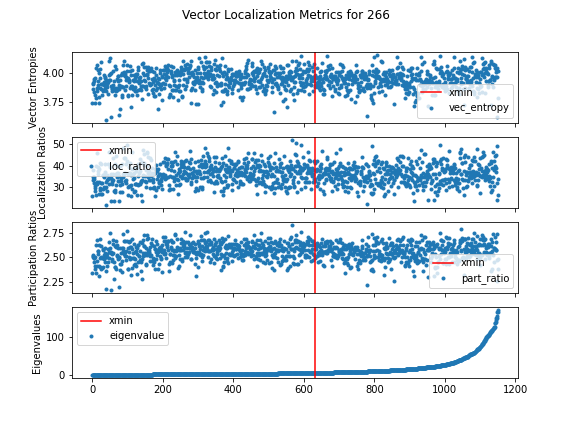 Vector Localization Metrics for 266
Vector Entropies
4.00
3.75
xmin
vec_entropy
Localization Ratios
50
40
30
xmin
loc_ratio
Participation Ratios
2.75
2.50
2.25
xmin
part_ratio
Eigenvalues
100
0
xmin
eigenvalue
0 200 400 600 800 1000 1200